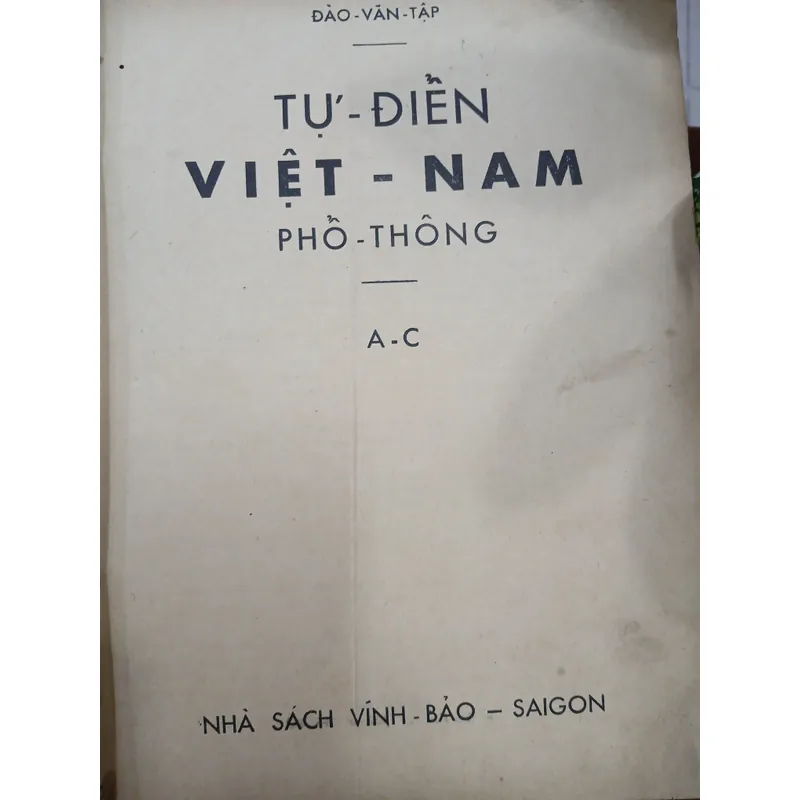 ĐÀO-VĂN-TẬP
TỰ-ĐIỂN
VIỆT-NAM
PHỔ-THÔNG
A-C
NHÀ SÁCH VĨNH-BẢO — SAIGON